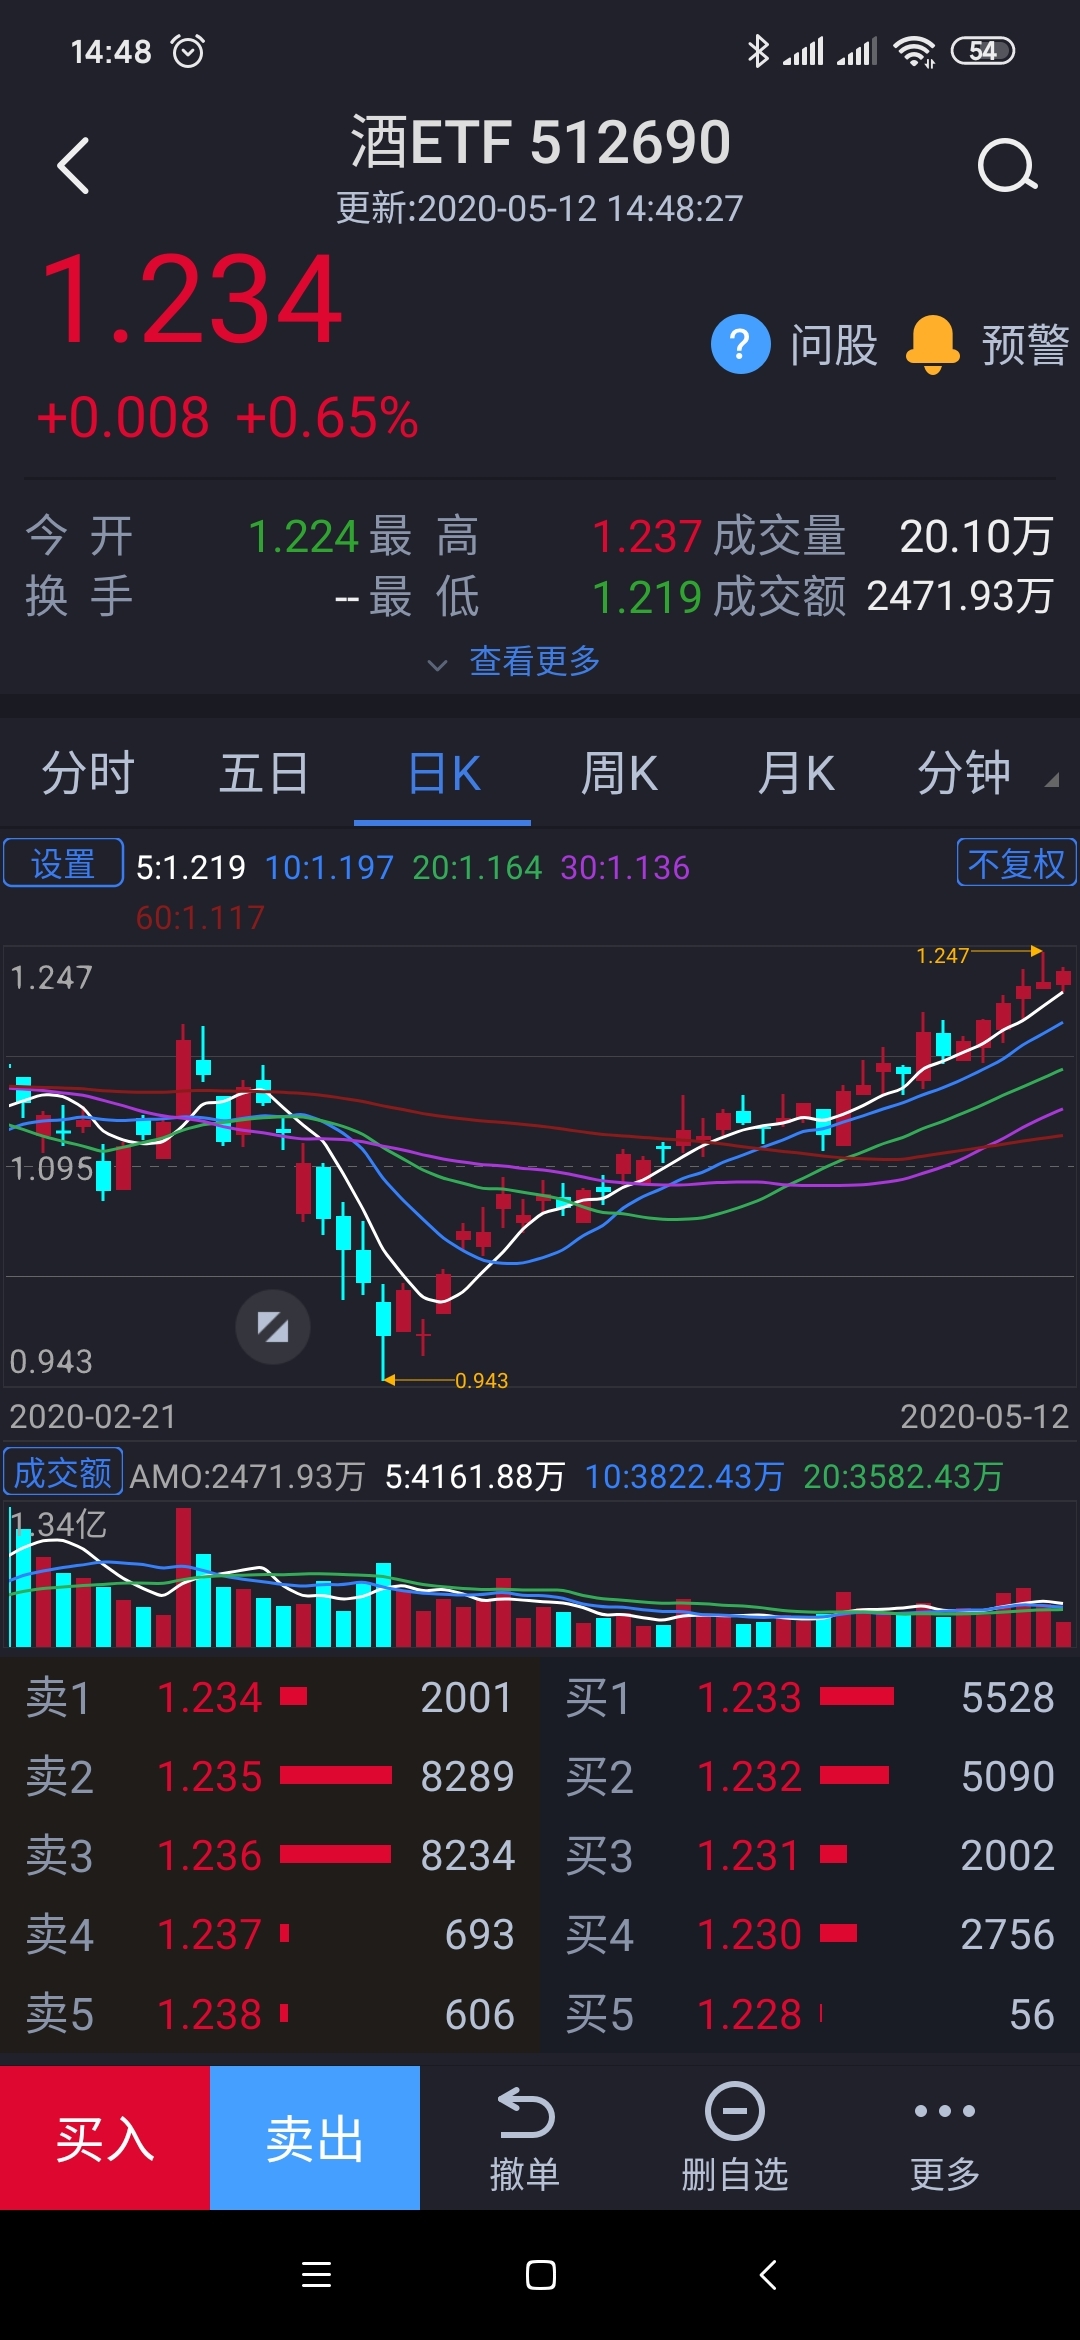 14:48 54
酒ETF 512690
更新:2020-05-12 14:48:27
1.234
? 问股 预警
+0.008 +0.65%
今开 1.224 最高 1.237 成交量 20.10万
换手 -- 最低 1.219 成交额 2471.93万
查看更多
分时 五日 日K 周K 月K 分钟
设置 5:1.219 10:1.197 20:1.164 30:1.136 不复权
60:1.117
1.247
1.247
1.095
0.943
0.943
2020-02-21 2020-05-12
成交额 AMO:2471.93万 5:4161.88万 10:3822.43万 20:3582.43万
1.34亿
卖1 1.234 2001 买1 1.233 5528
卖2 1.235 8289 买2 1.232 5090
卖3 1.236 8234 买3 1.231 2002
卖4 1.237 693 买4 1.230 2756
卖5 1.238 606 买5 1.228 56
买入 卖出 撤单 删自选 更多